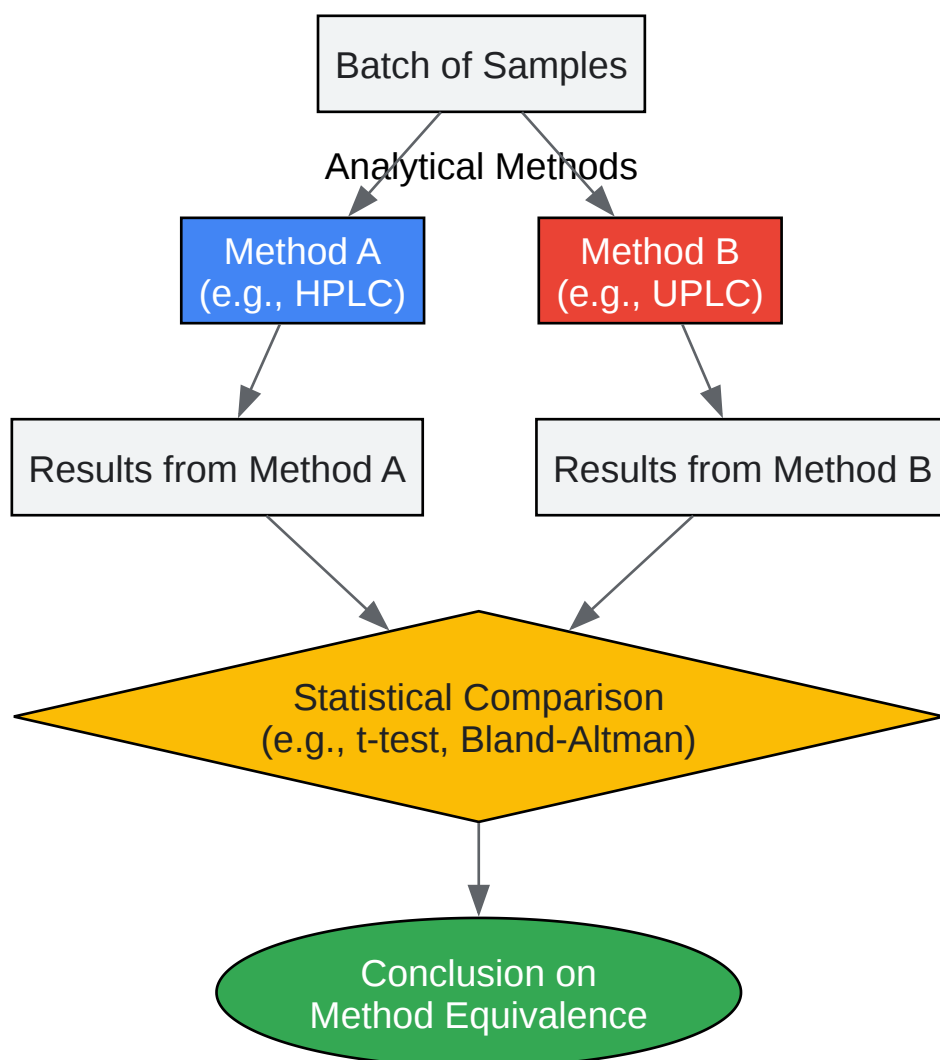 Batch of Samples
Analytical Methods
Method A
(e.g., HPLC)
Method B
(e.g., UPLC)
Results from Method A
Results from Method B
Statistical Comparison
(e.g., t-test, Bland-Altman)
Conclusion on
Method Equivalence